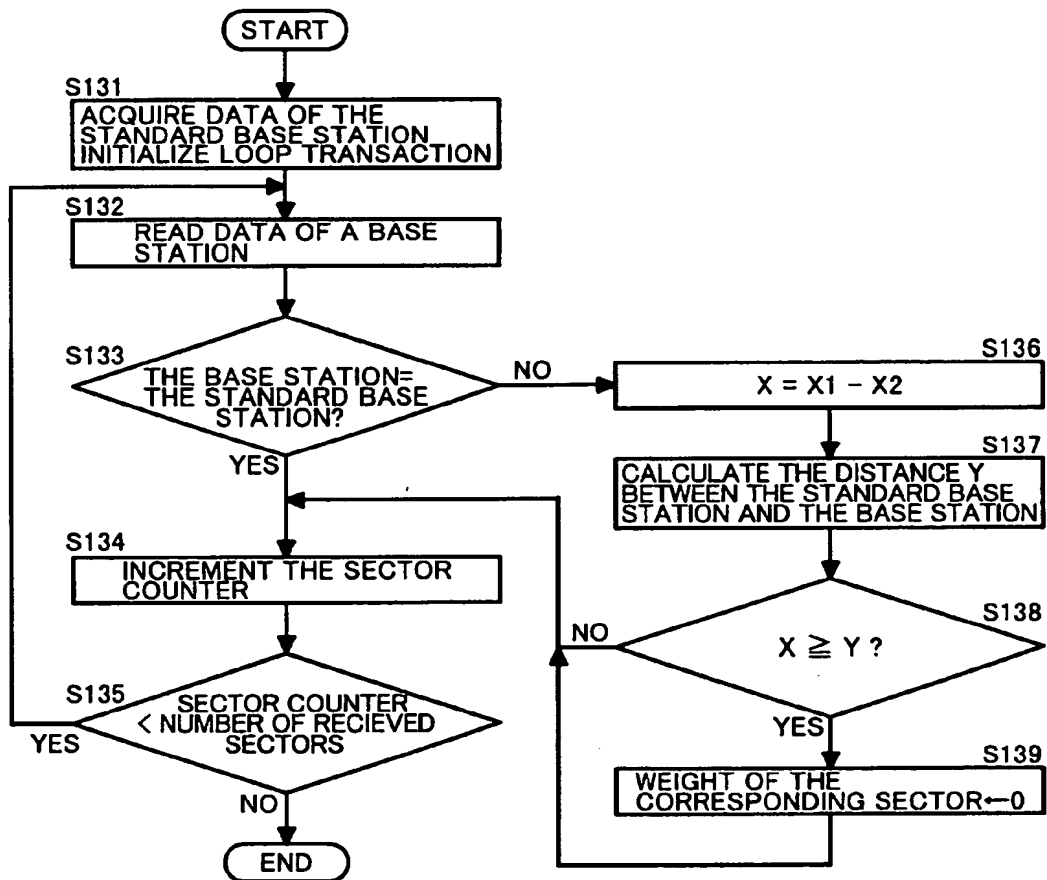 START
S131
ACQUIRE DATA OF THE
STANDARD BASE STATION
INITIALIZE LOOP TRANSACTION
S132
READ DATA OF A BASE
STATION
S133
THE BASE STATION=
THE STANDARD BASE
STATION?
NO
YES
S134
INCREMENT THE SECTOR
COUNTER
S135
SECTOR COUNTER
< NUMBER OF RECIEVED
SECTORS
YES
NO
END
S136
X = X1 - X2
S137
CALCULATE THE DISTANCE Y
BETWEEN THE STANDARD BASE
STATION AND THE BASE STATION
S138
X ≧ Y ?
NO
YES
S139
WEIGHT OF THE
CORRESPONDING SECTOR←0